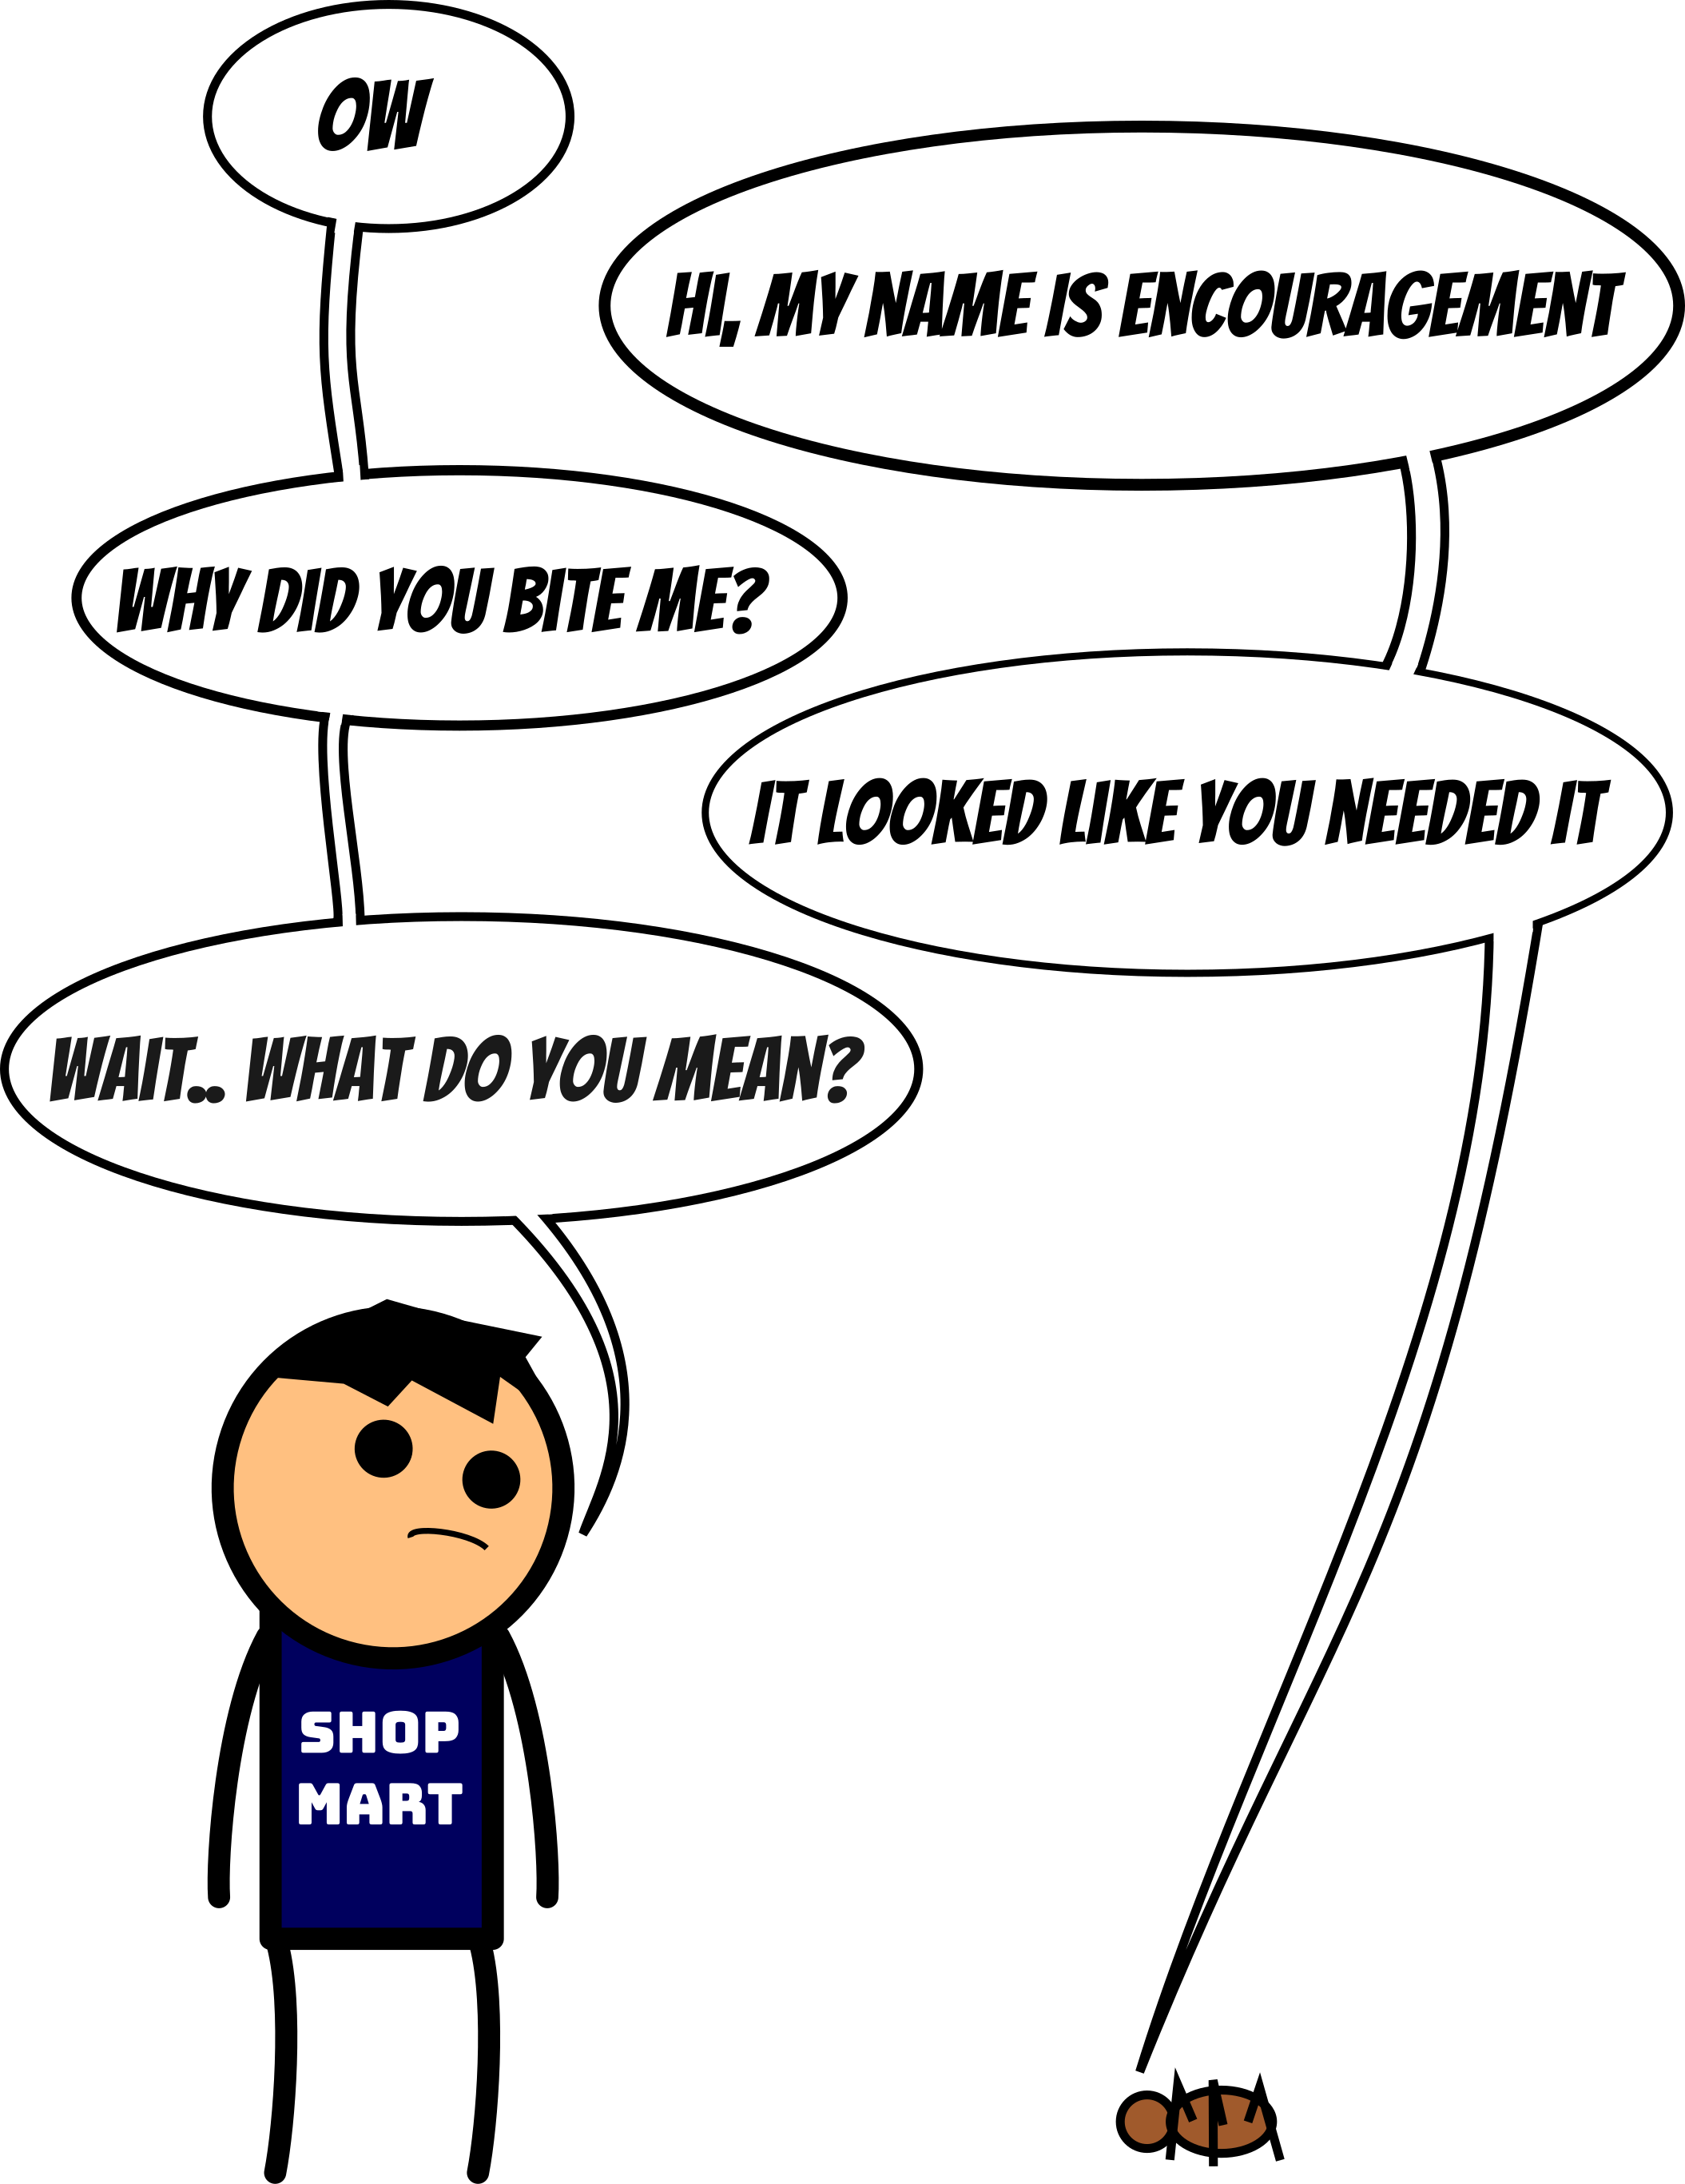 OW
HI, MY NAME IS ENCOURAGEMENT
WHY DID YOU BITE ME?
IT LOOKED LIKE YOU NEEDED IT
WAIT.. WHAT DO YOU MEAN?
SHOP
MART